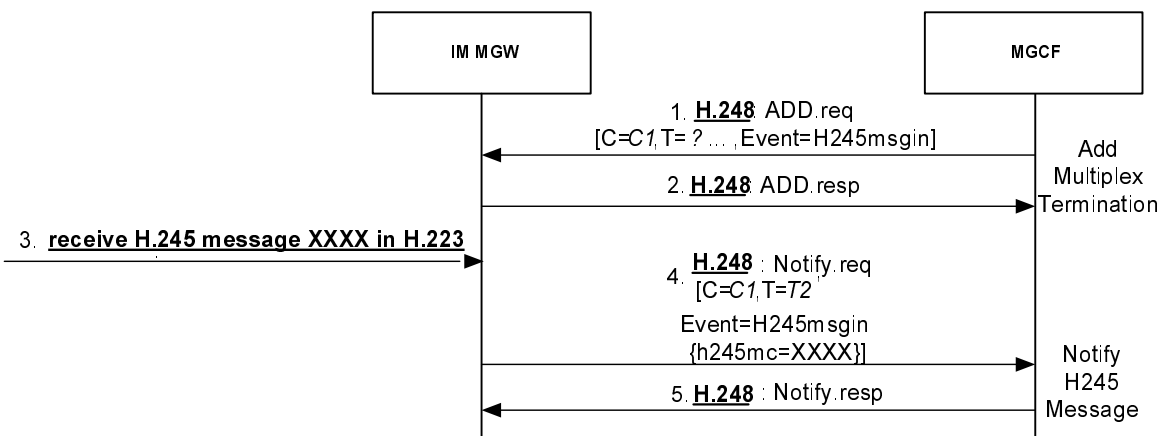 IM MGW
MGCF
1. H.248: ADD.req
[C=C1,T= ? ... ,Event=H245msgin]
Add
Multiplex
Termination
2. H.248: ADD.resp
3. receive H.245 message XXXX in H.223
4. H.248 : Notify.req
[C=C1,T=T2
Event=H245msgin
{h245mc=XXXX}]
Notify
H245
Message
5. H.248 : Notify.resp